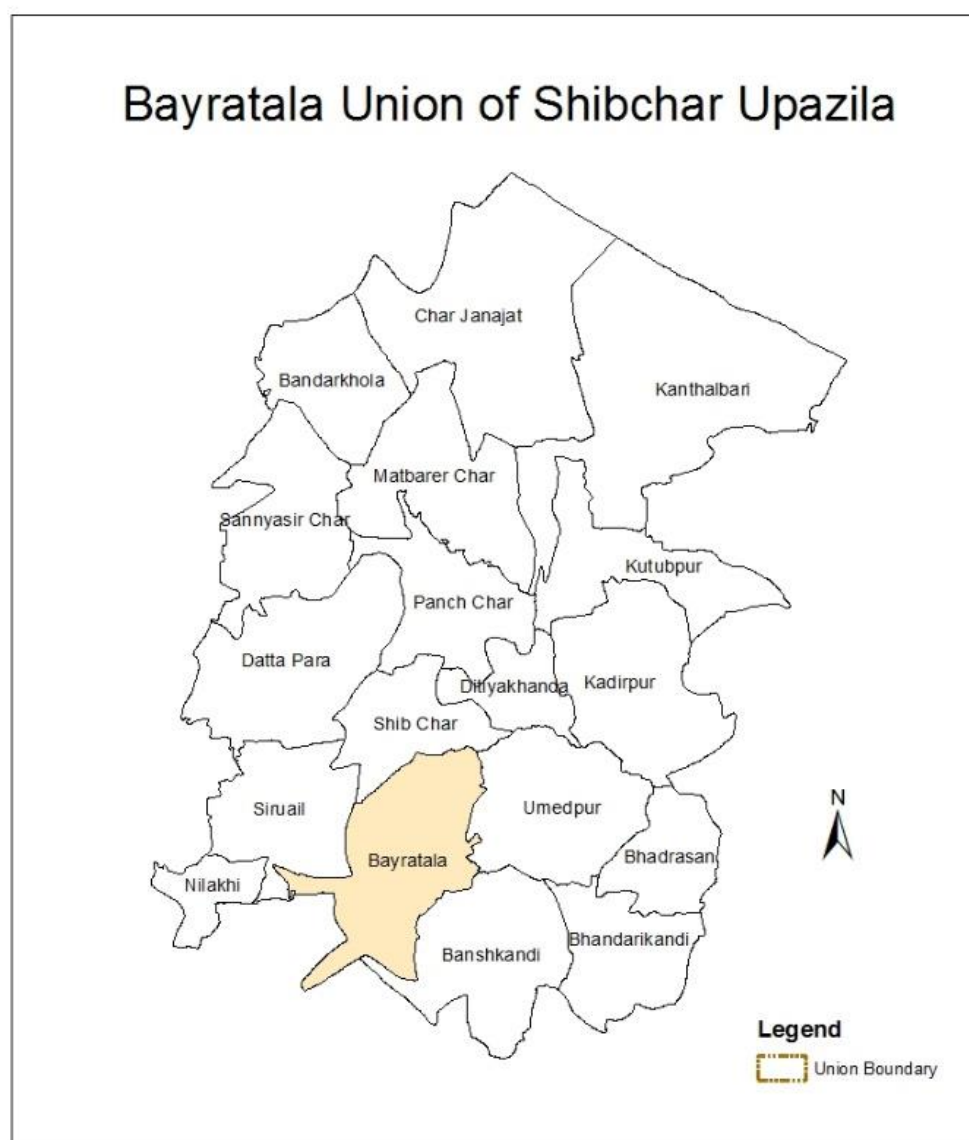 Bayratala Union of Shibchar Upazila
Char Janajat
Bandarkhola
Kanthalbari
Matbarer Char
Sannyasir Char
Kutubpur
Panch Char
Datta Para
Ditiyakhanda
Kadirpur
Shib Char
Siruail
Umedpur
N
Bayratala
Bhadrasan
Nilakhi
Bhandarikandi
Banshkandi
Legend
Union Boundary